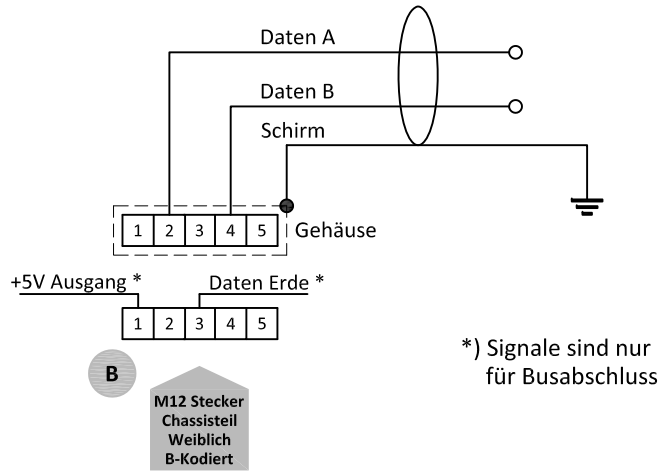 Daten A
Daten B
Schirm
1 2 3 4 5
Gehäuse
+5V Ausgang *
Daten Erde *
1 2 3 4 5
*) Signale sind nur
für Busabschluss
B
M12 Stecker
Chassisteil
Weiblich
B-Kodiert